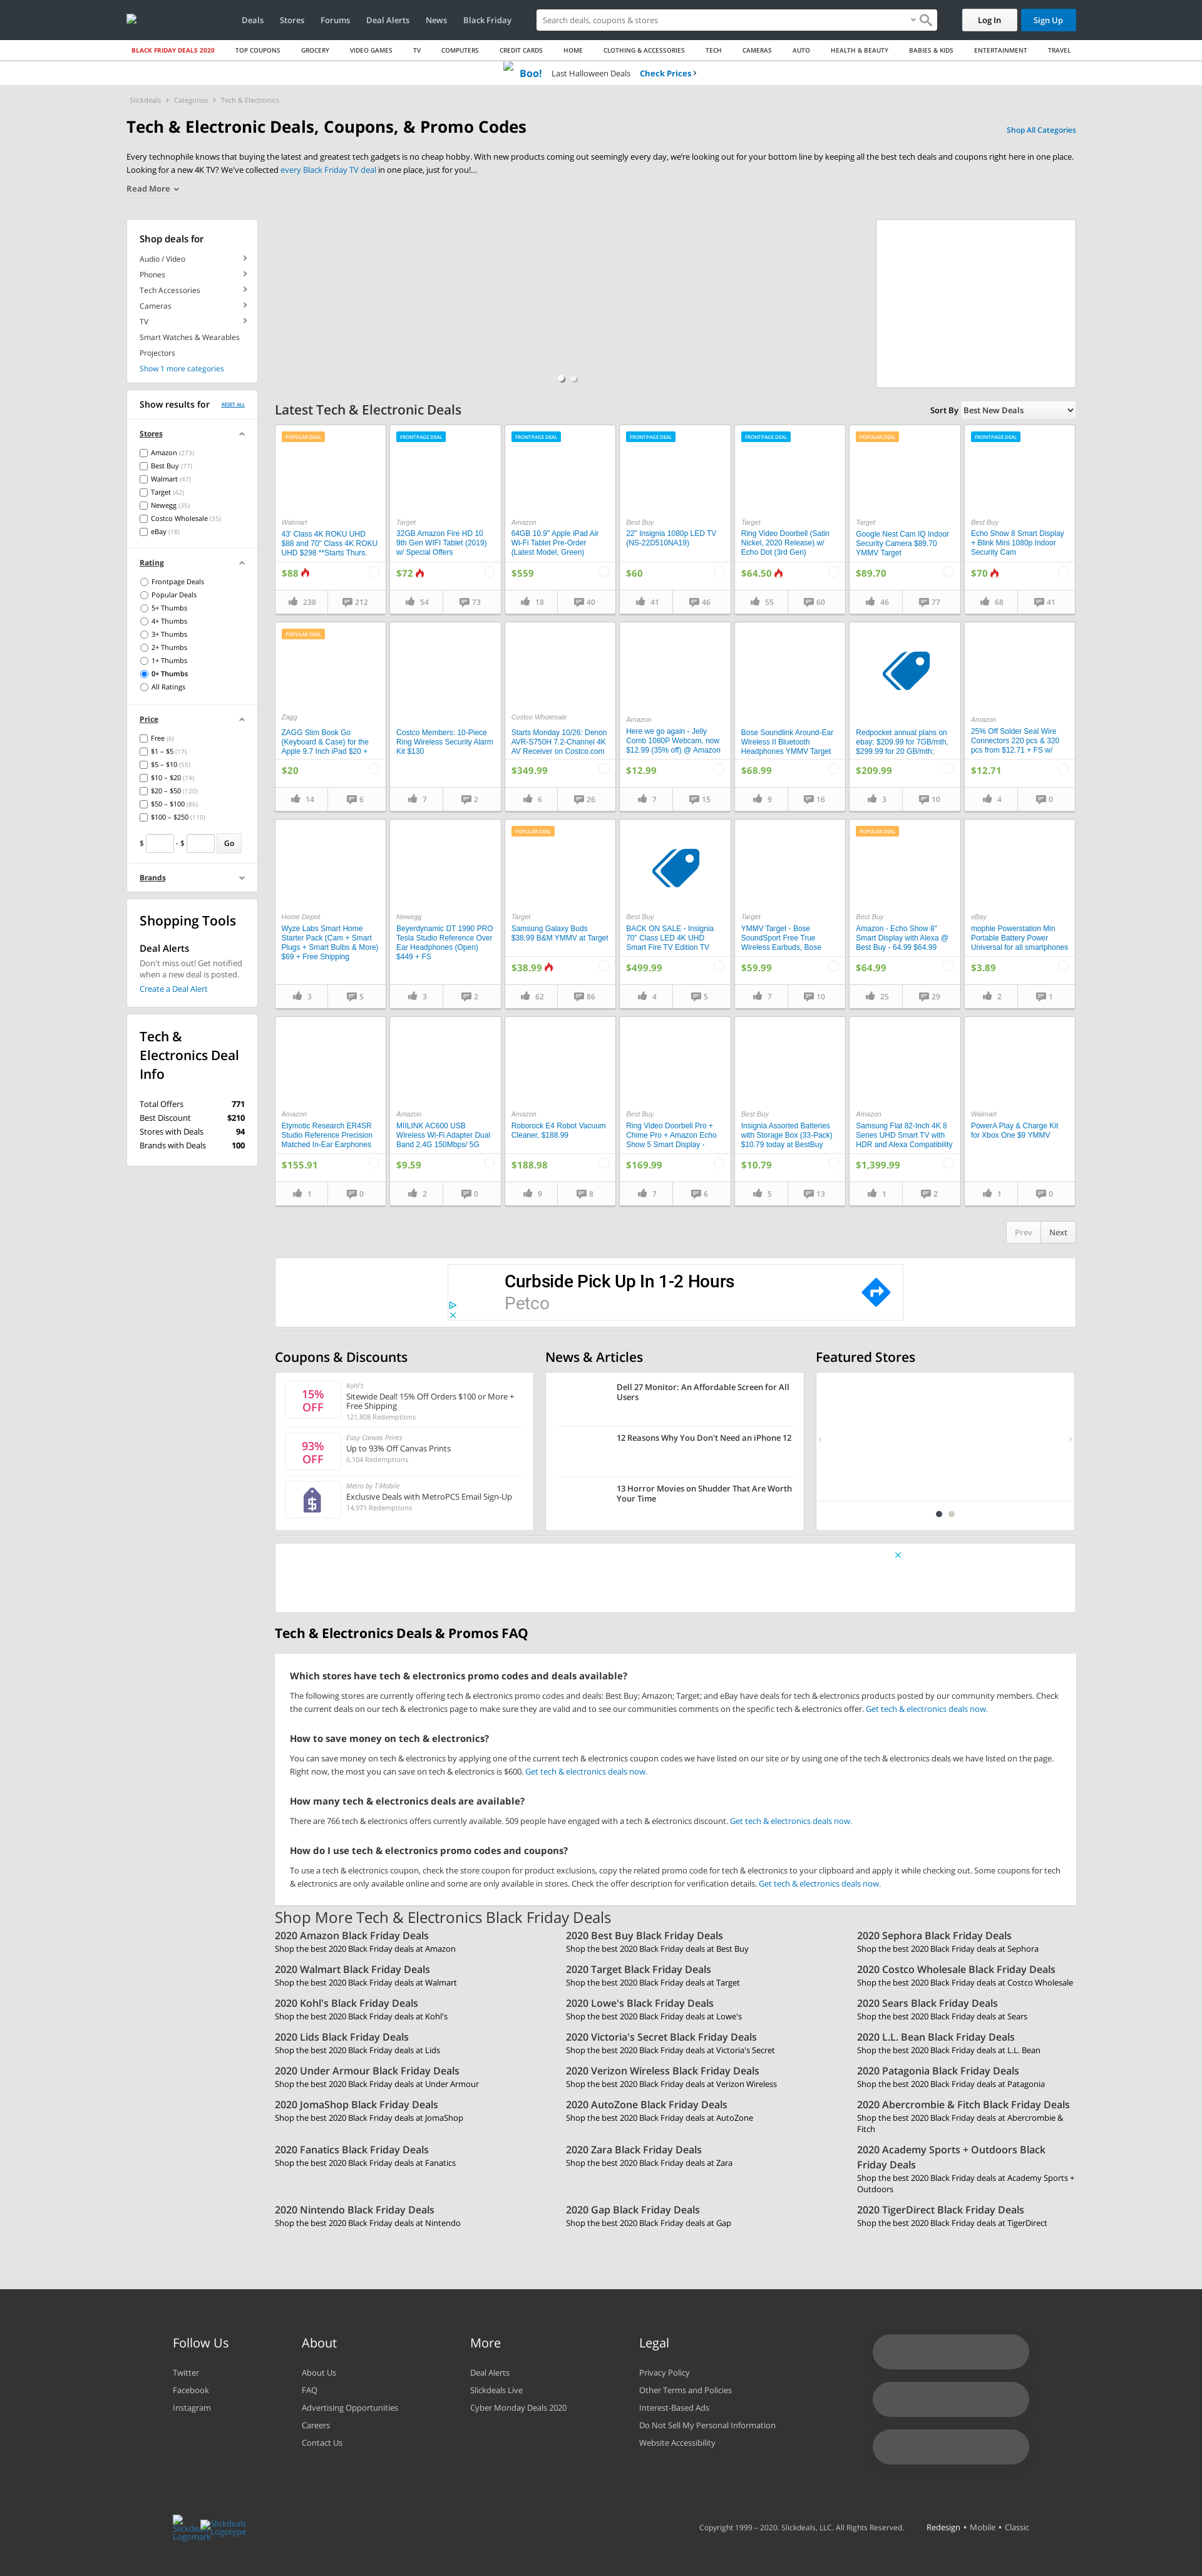 Deals Stores Forums Deal Alerts News Black Friday Search deals, coupons & stores Log In Sign Up
BLACK FRIDAY DEALS 2020 TOP COUPONS GROCERY VIDEO GAMES TV COMPUTERS CREDIT CARDS HOME CLOTHING & ACCESSORIES TECH CAMERAS AUTO HEALTH & BEAUTY BABIES & KIDS ENTERTAINMENT TRAVEL
Boo! Last Halloween Deals Check Prices ›
Slickdeals › Categories › Tech & Electronics
Tech & Electronic Deals, Coupons, & Promo Codes
Shop All Categories
Every technophile knows that buying the latest and greatest tech gadgets is no cheap hobby. With new products coming out seemingly every day, we're looking out for your bottom line by keeping all the best tech deals and coupons right here in one place.
Looking for a new 4K TV? We've collected every Black Friday TV deal in one place, just for you!...
Read More
Shop deals for
Audio / Video
Phones
Tech Accessories
Cameras
TV
Smart Watches & Wearables
Projectors
Show 1 more categories
Show results for RESET ALL
Stores
Amazon (273)
Best Buy (77)
Walmart (47)
Target (42)
Newegg (35)
Costco Wholesale (35)
eBay (18)
Rating
Frontpage Deals
Popular Deals
5+ Thumbs
4+ Thumbs
3+ Thumbs
2+ Thumbs
1+ Thumbs
0+ Thumbs
All Ratings
Price
Free (6)
$1 – $5 (17)
$5 – $10 (55)
$10 – $20 (74)
$20 – $50 (120)
$50 – $100 (86)
$100 – $250 (110)
$ - $ Go
Brands
Shopping Tools
Deal Alerts
Don't miss out! Get notified
when a new deal is posted.
Create a Deal Alert
Tech &
Electronics Deal
Info
Total Offers 771
Best Discount $210
Stores with Deals 94
Brands with Deals 100
Latest Tech & Electronic Deals
Sort By Best New Deals
POPULAR DEAL
Walmart
43' Class 4K ROKU UHD
$88 and 70" Class 4K ROKU
UHD $298 **Starts Thurs.
$88
238 212
FRONTPAGE DEAL
Target
32GB Amazon Fire HD 10
9th Gen WIFI Tablet (2019)
w/ Special Offers
$72
54 73
FRONTPAGE DEAL
Amazon
64GB 10.9" Apple iPad Air
Wi-Fi Tablet Pre-Order
(Latest Model, Green)
$559
18 40
FRONTPAGE DEAL
Best Buy
22" Insignia 1080p LED TV
(NS-22D510NA19)
$60
41 46
FRONTPAGE DEAL
Target
Ring Video Doorbell (Satin
Nickel, 2020 Release) w/
Echo Dot (3rd Gen)
$64.50
55 60
POPULAR DEAL
Target
Google Nest Cam IQ Indoor
Security Camera $89.70
YMMV Target
$89.70
46 77
FRONTPAGE DEAL
Best Buy
Echo Show 8 Smart Display
+ Blink Mini 1080p Indoor
Security Cam
$70
68 41
POPULAR DEAL
Zagg
ZAGG Slim Book Go
(Keyboard & Case) for the
Apple 9.7 Inch iPad $20 +
$20
14 6
Costco Members: 10-Piece
Ring Wireless Security Alarm
Kit $130
7 2
Costco Wholesale
Starts Monday 10/26: Denon
AVR-S750H 7.2-Channel 4K
AV Receiver on Costco.com
$349.99
6 26
Amazon
Here we go again - Jelly
Comb 1080P Webcam, now
$12.99 (35% off) @ Amazon
$12.99
7 15
Bose Soundlink Around-Ear
Wireless II Bluetooth
Headphones YMMV Target
$68.99
9 16
Redpocket annual plans on
ebay; $209.99 for 7GB/mth,
$299.99 for 20 GB/mth;
$209.99
3 10
Amazon
25% Off Solder Seal Wire
Connectors 220 pcs & 320
pcs from $12.71 + FS w/
$12.71
4 0
Home Depot
Wyze Labs Smart Home
Starter Pack (Cam + Smart
Plugs + Smart Bulbs & More)
$69 + Free Shipping
3 5
Newegg
Beyerdynamic DT 1990 PRO
Tesla Studio Reference Over
Ear Headphones (Open)
$449 + FS
3 2
POPULAR DEAL
Target
Samsung Galaxy Buds
$38.99 B&M YMMV at Target
$38.99
62 86
Best Buy
BACK ON SALE - Insignia
70" Class LED 4K UHD
Smart Fire TV Edition TV
$499.99
4 5
Target
YMMV Target - Bose
SoundSport Free True
Wireless Earbuds, Bose
$59.99
7 10
POPULAR DEAL
Best Buy
Amazon - Echo Show 8"
Smart Display with Alexa @
Best Buy - 64.99 $64.99
$64.99
25 29
eBay
mophie Powerstation Min
Portable Battery Power
Universal for all smartphones
$3.89
2 1
Amazon
Etymotic Research ER4SR
Studio Reference Precision
Matched In-Ear Earphones
$155.91
1 0
Amazon
MIILINK AC600 USB
Wireless Wi-Fi Adapter Dual
Band 2.4G 150Mbps/ 5G
$9.59
2 0
Amazon
Roborock E4 Robot Vacuum
Cleaner, $188.99
$188.98
9 8
Best Buy
Ring Video Doorbell Pro +
Chime Pro + Amazon Echo
Show 5 Smart Display -
$169.99
7 6
Best Buy
Insignia Assorted Batteries
with Storage Box (33-Pack)
$10.79 today at BestBuy
$10.79
5 13
Amazon
Samsung Flat 82-Inch 4K 8
Series UHD Smart TV with
HDR and Alexa Compatibility
$1,399.99
1 2
Walmart
PowerA Play & Charge Kit
for Xbox One $9 YMMV
1 0
Prev Next
Curbside Pick Up In 1-2 Hours
Petco
Coupons & Discounts
15%
OFF
Kohl's
Sitewide Deal! 15% Off Orders $100 or More +
Free Shipping
121,808 Redemptions
93%
OFF
Easy Canvas Prints
Up to 93% Off Canvas Prints
6,104 Redemptions
Metro by T-Mobile
Exclusive Deals with MetroPCS Email Sign-Up
14,971 Redemptions
News & Articles
Dell 27 Monitor: An Affordable Screen for All
Users
12 Reasons Why You Don't Need an iPhone 12
13 Horror Movies on Shudder That Are Worth
Your Time
Featured Stores
Tech & Electronics Deals & Promos FAQ
Which stores have tech & electronics promo codes and deals available?
The following stores are currently offering tech & electronics promo codes and deals: Best Buy; Amazon; Target; and eBay have deals for tech & electronics products posted by our community members. Check
the current deals on our tech & electronics page to make sure they are valid and to see our communities comments on the specific tech & electronics offer. Get tech & electronics deals now.
How to save money on tech & electronics?
You can save money on tech & electronics by applying one of the current tech & electronics coupon codes we have listed on our site or by using one of the tech & electronics deals we have listed on the page.
Right now, the most you can save on tech & electronics is $600. Get tech & electronics deals now.
How many tech & electronics deals are available?
There are 766 tech & electronics offers currently available. 509 people have engaged with a tech & electronics discount. Get tech & electronics deals now.
How do I use tech & electronics promo codes and coupons?
To use a tech & electronics coupon, check the store coupon for product exclusions, copy the related promo code for tech & electronics to your clipboard and apply it while checking out. Some coupons for tech
& electronics are only available online and some are only available in stores. Check the offer description for verification details. Get tech & electronics deals now.
Shop More Tech & Electronics Black Friday Deals
2020 Amazon Black Friday Deals
Shop the best 2020 Black Friday deals at Amazon
2020 Best Buy Black Friday Deals
Shop the best 2020 Black Friday deals at Best Buy
2020 Sephora Black Friday Deals
Shop the best 2020 Black Friday deals at Sephora
2020 Walmart Black Friday Deals
Shop the best 2020 Black Friday deals at Walmart
2020 Target Black Friday Deals
Shop the best 2020 Black Friday deals at Target
2020 Costco Wholesale Black Friday Deals
Shop the best 2020 Black Friday deals at Costco Wholesale
2020 Kohl's Black Friday Deals
Shop the best 2020 Black Friday deals at Kohl's
2020 Lowe's Black Friday Deals
Shop the best 2020 Black Friday deals at Lowe's
2020 Sears Black Friday Deals
Shop the best 2020 Black Friday deals at Sears
2020 Lids Black Friday Deals
Shop the best 2020 Black Friday deals at Lids
2020 Victoria's Secret Black Friday Deals
Shop the best 2020 Black Friday deals at Victoria's Secret
2020 L.L. Bean Black Friday Deals
Shop the best 2020 Black Friday deals at L.L. Bean
2020 Under Armour Black Friday Deals
Shop the best 2020 Black Friday deals at Under Armour
2020 Verizon Wireless Black Friday Deals
Shop the best 2020 Black Friday deals at Verizon Wireless
2020 Patagonia Black Friday Deals
Shop the best 2020 Black Friday deals at Patagonia
2020 JomaShop Black Friday Deals
Shop the best 2020 Black Friday deals at JomaShop
2020 AutoZone Black Friday Deals
Shop the best 2020 Black Friday deals at AutoZone
2020 Abercrombie & Fitch Black Friday Deals
Shop the best 2020 Black Friday deals at Abercrombie &
Fitch
2020 Fanatics Black Friday Deals
Shop the best 2020 Black Friday deals at Fanatics
2020 Zara Black Friday Deals
Shop the best 2020 Black Friday deals at Zara
2020 Academy Sports + Outdoors Black
Friday Deals
Shop the best 2020 Black Friday deals at Academy Sports +
Outdoors
2020 Nintendo Black Friday Deals
Shop the best 2020 Black Friday deals at Nintendo
2020 Gap Black Friday Deals
Shop the best 2020 Black Friday deals at Gap
2020 TigerDirect Black Friday Deals
Shop the best 2020 Black Friday deals at TigerDirect
Follow Us
Twitter
Facebook
Instagram
About
About Us
FAQ
Advertising Opportunities
Careers
Contact Us
More
Deal Alerts
Slickdeals Live
Cyber Monday Deals 2020
Legal
Privacy Policy
Other Terms and Policies
Interest-Based Ads
Do Not Sell My Personal Information
Website Accessibility
Slickdeals
Logomark
Slickdeals
Logotype
Copyright 1999 – 2020. Slickdeals, LLC. All Rights Reserved. Redesign • Mobile • Classic